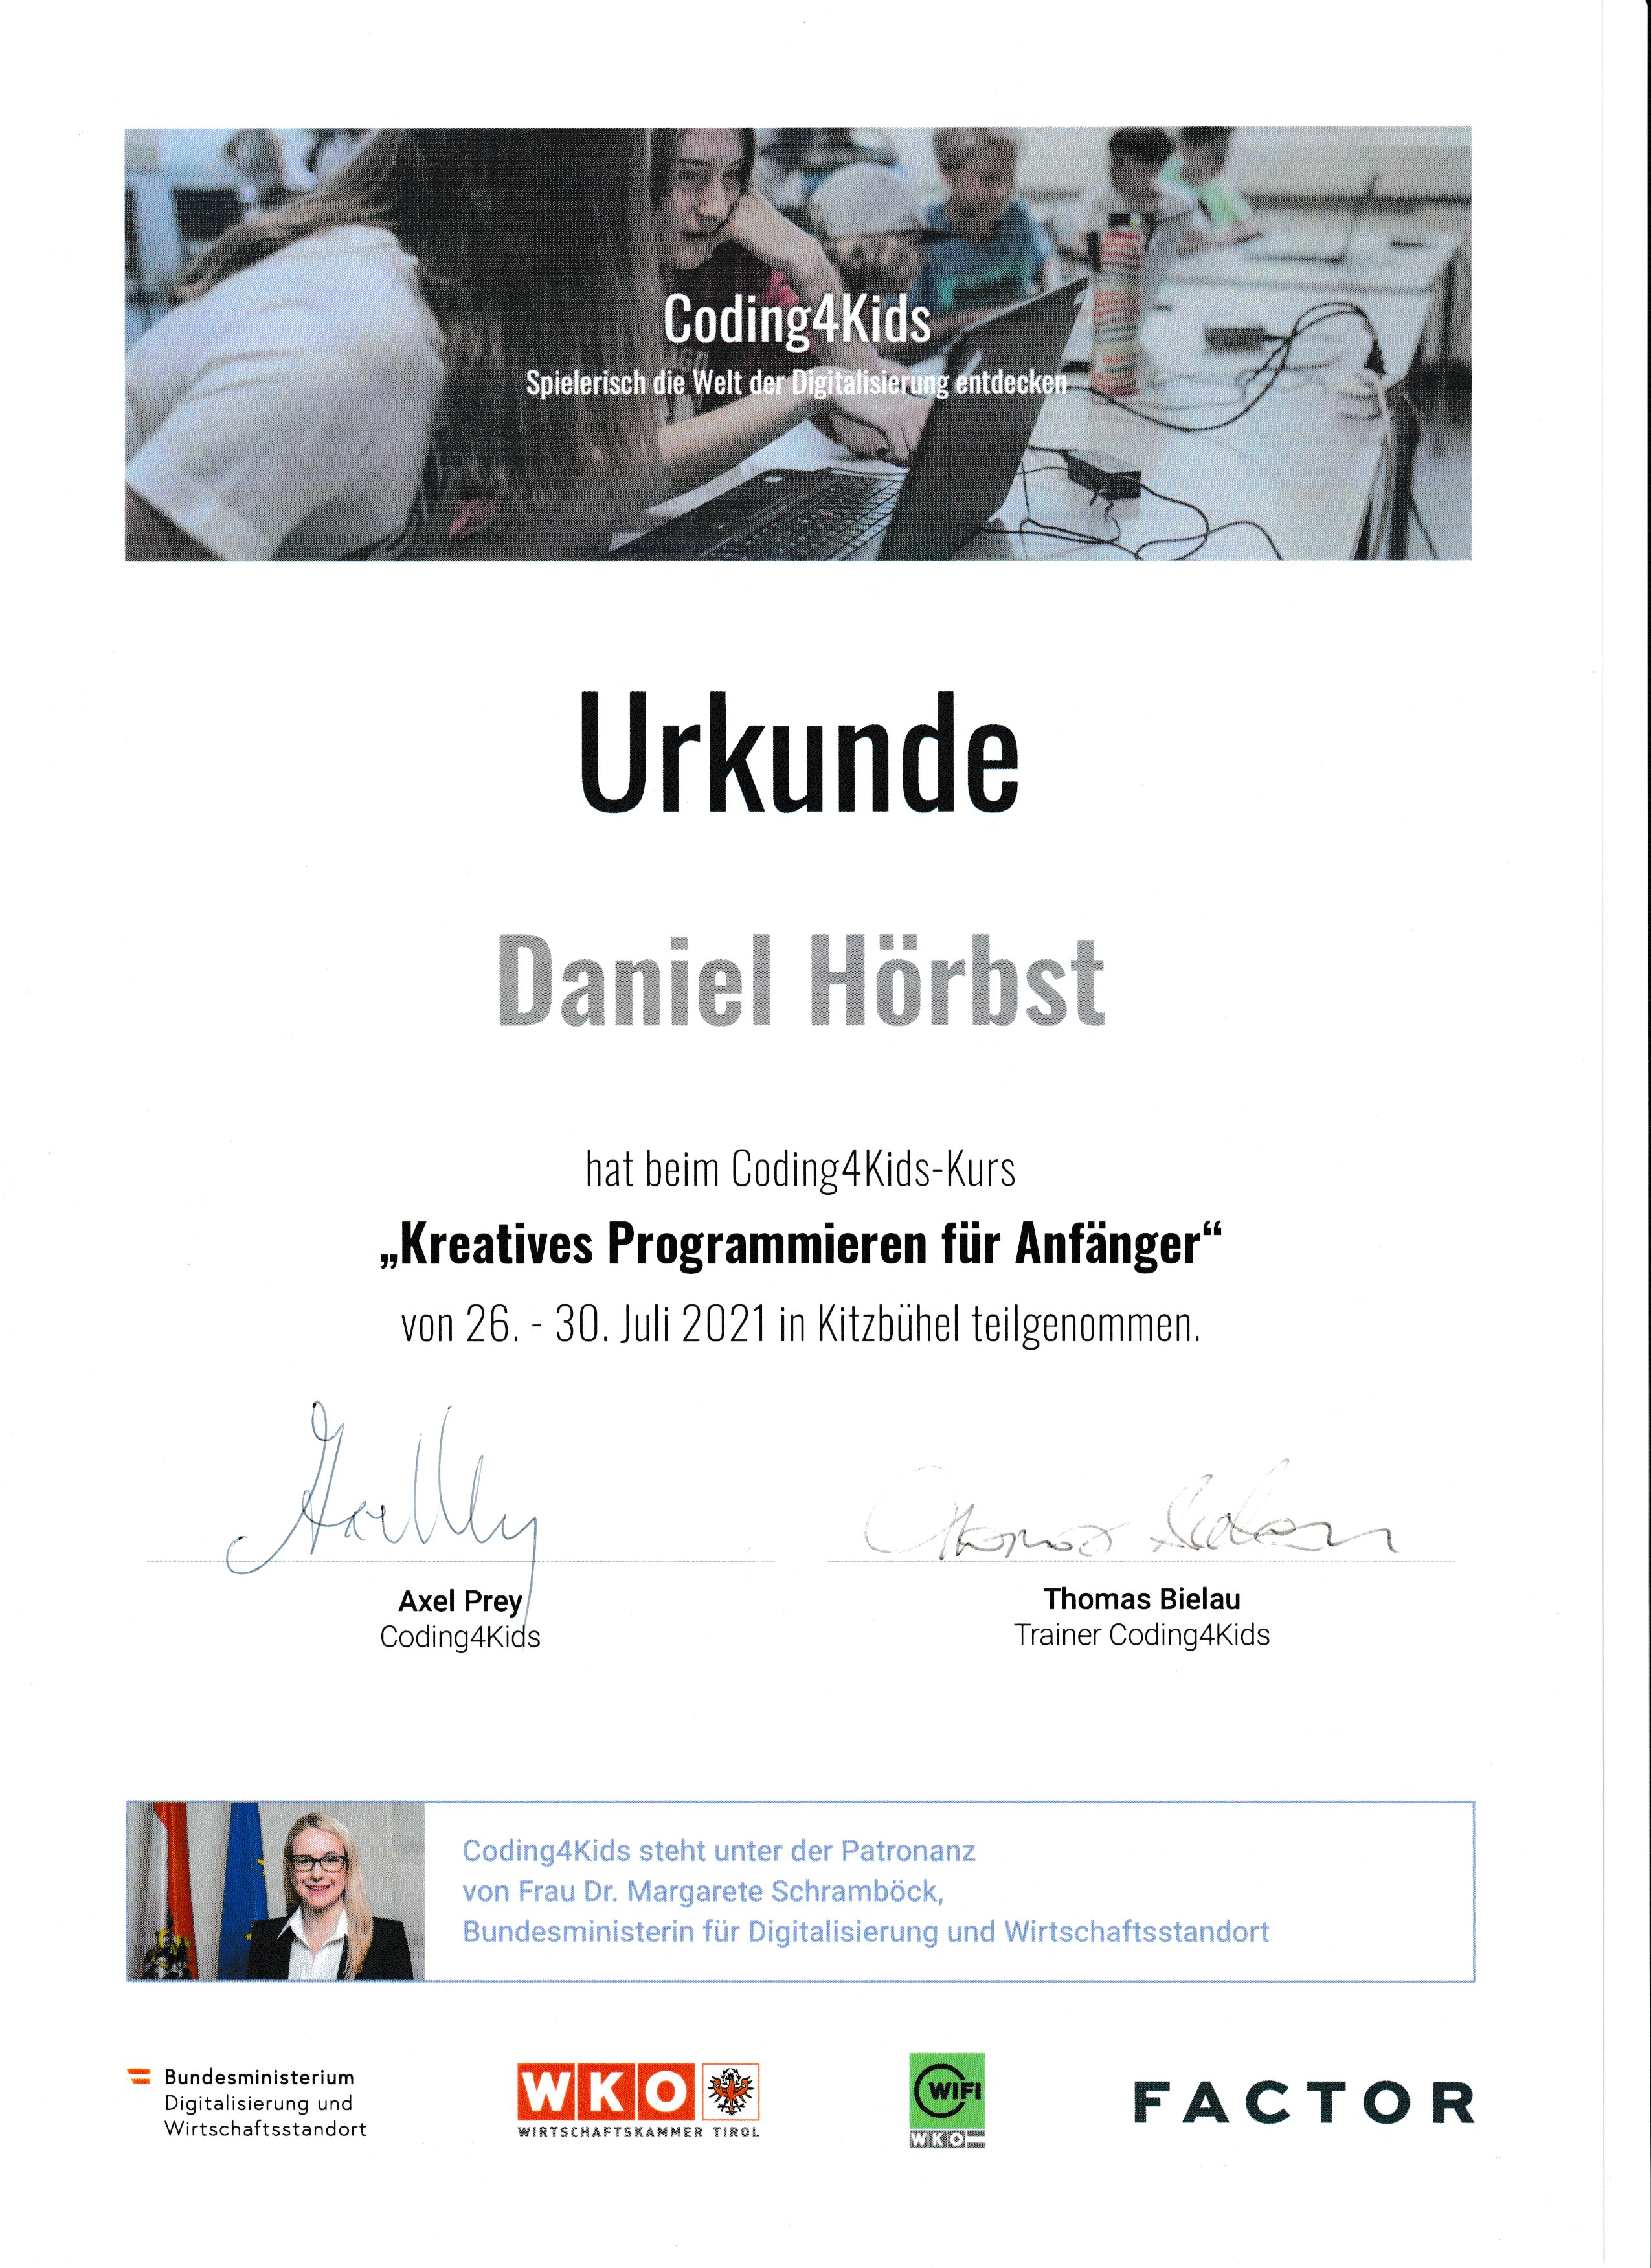 Coding4Kids
Spielerisch die Welt der Digitalisierung entdecken
Urkunde
Daniel Hörbst
hat beim Coding4Kids-Kurs
„Kreatives Programmieren für Anfänger“
von 26. - 30. Juli 2021 in Kitzbühel teilgenommen.
Axel Prey
Coding4Kids
Thomas Bielau
Thomas Bielau
Trainer Coding4Kids
Coding4Kids steht unter der Patronanz
von Frau Dr. Margarete Schramböck,
Bundesministerin für Digitalisierung und Wirtschaftsstandort
Bundesministerium
Digitalisierung und
Wirtschaftsstandort
WKO
WIRTSCHAFTSKAMMER TIROL
WIFI
WKO
FACTOR